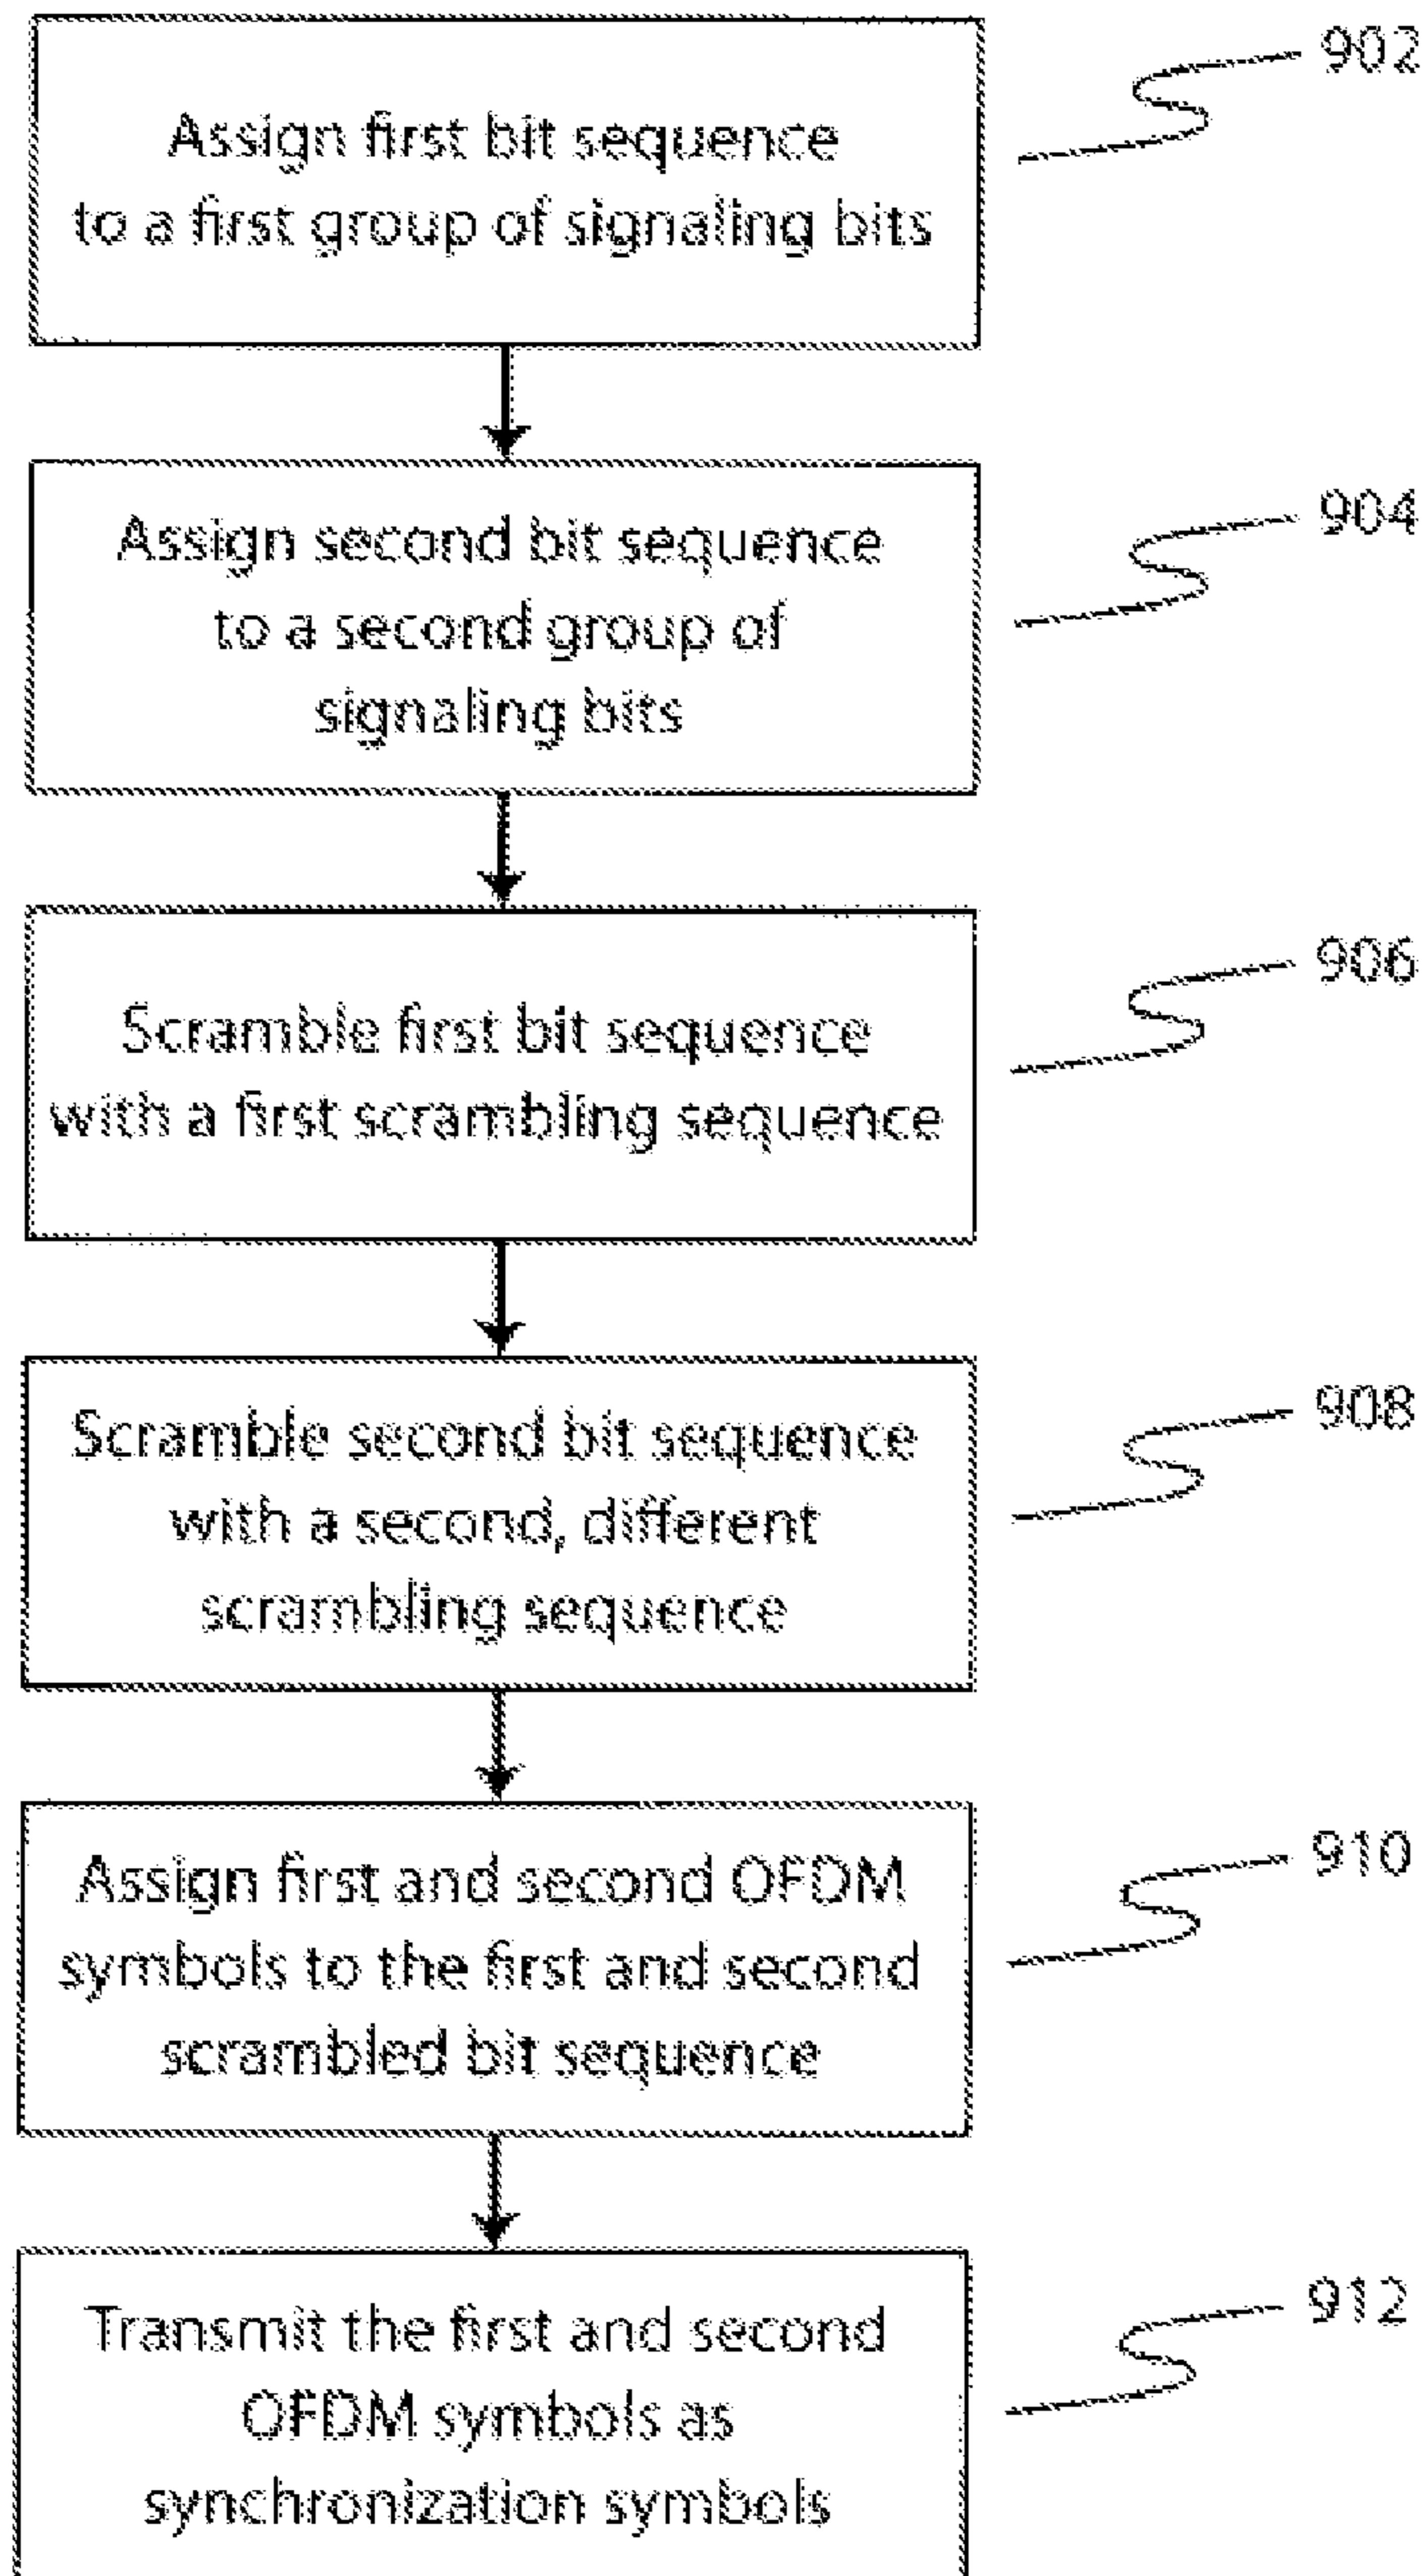 902
Assign first bit sequence
to a first group of signaling bits
904
Assign second bit sequence
to a second group of
signaling bits
906
Scramble first bit sequence
with a first scrambling sequence
908
Scramble second bit sequence
with a second, different
scrambling sequence
910
Assign first and second OFDM
symbols to the first and second
scrambled bit sequence
912
Transmit the first and second
OFDM symbols as
synchronization symbols